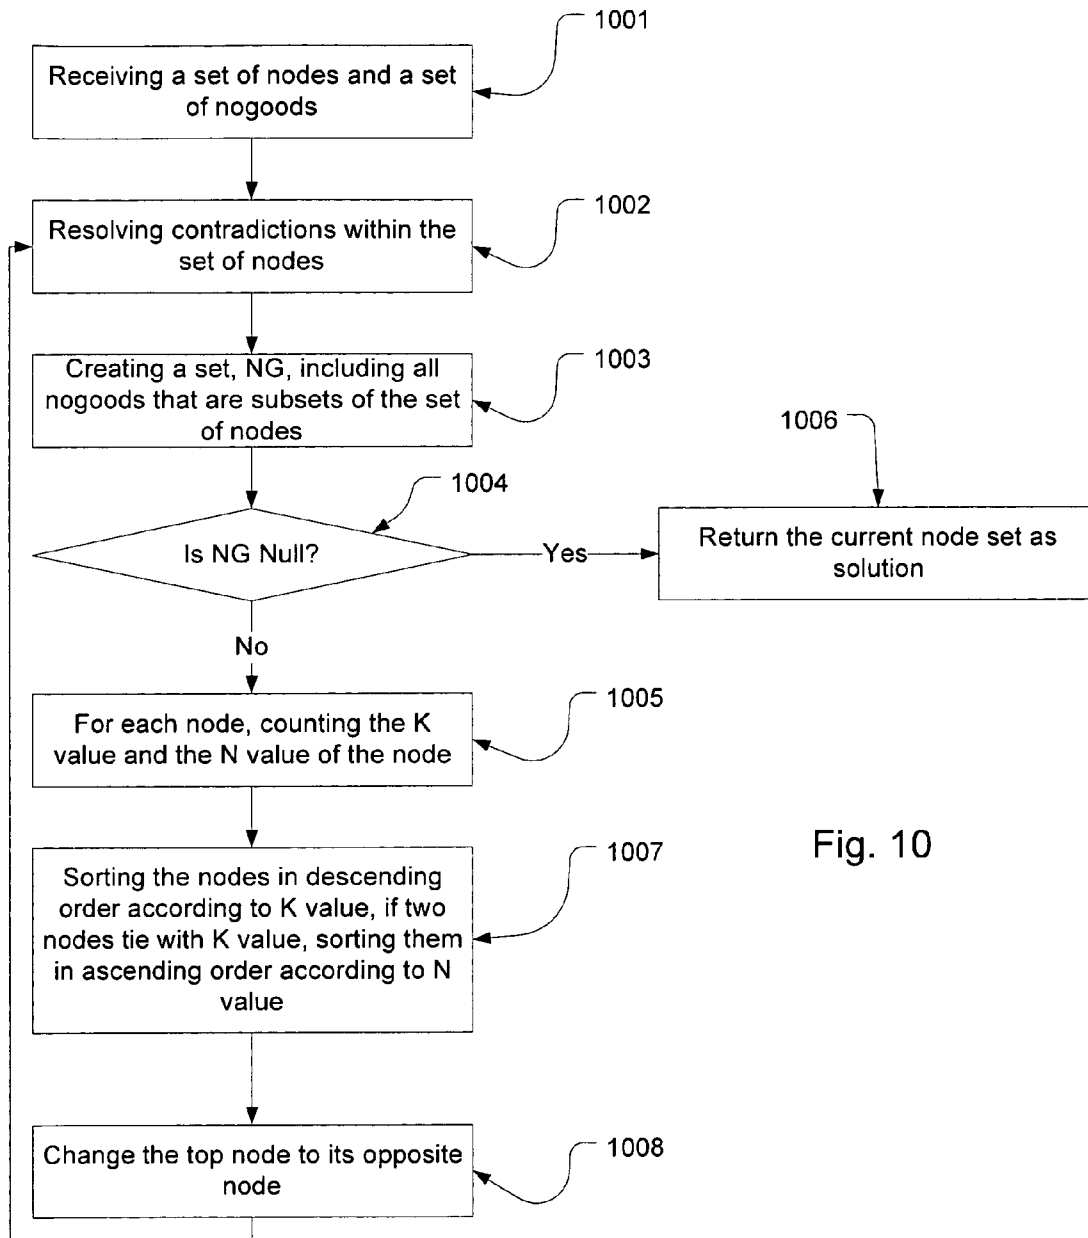 1001
Receiving a set of nodes and a set
of nogoods
1002
Resolving contradictions within the
set of nodes
1003
Creating a set, NG, including all
nogoods that are subsets of the set
of nodes
1004
Is NG Null?
Yes
1006
Return the current node set as
solution
No
1005
For each node, counting the K
value and the N value of the node
1007
Sorting the nodes in descending
order according to K value, if two
nodes tie with K value, sorting them
in ascending order according to N
value
Fig. 10
1008
Change the top node to its opposite
node